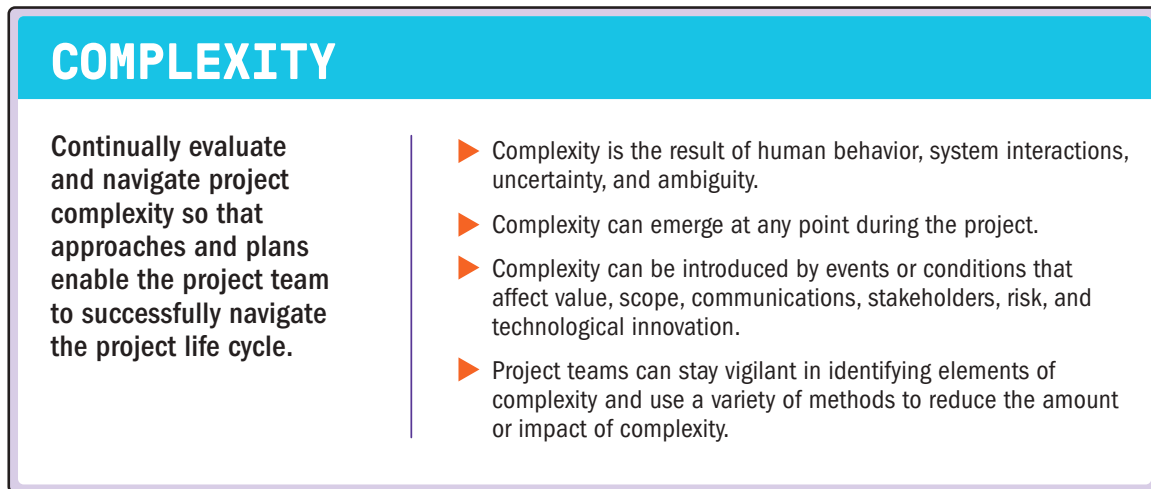 COMPLEXITY
Continually evaluate
and navigate project
complexity so that
approaches and plans
enable the project team
to successfully navigate
the project life cycle.
Complexity is the result of human behavior, system interactions,
uncertainty, and ambiguity.
Complexity can emerge at any point during the project.
Complexity can be introduced by events or conditions that
affect value, scope, communications, stakeholders, risk, and
technological innovation.
Project teams can stay vigilant in identifying elements of
complexity and use a variety of methods to reduce the amount
or impact of complexity.